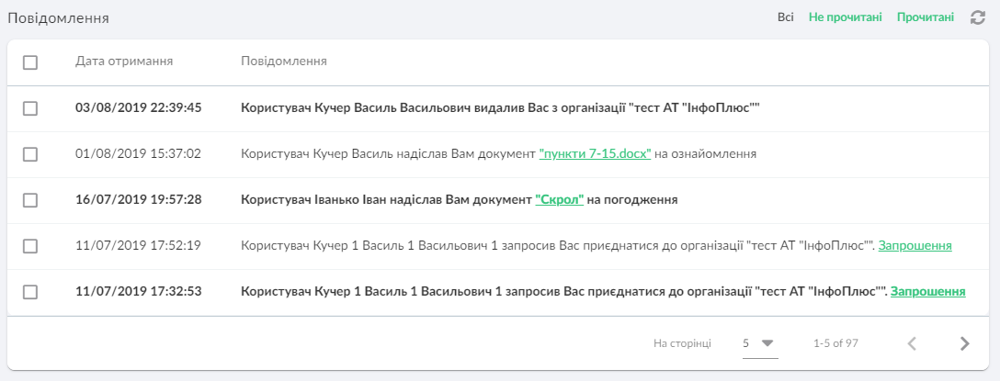 Повідомлення
Всі Не прочитані Прочитані
Дата отримання Повідомлення
03/08/2019 22:39:45 Користувач Кучер Василь Васильович видалив Вас з організації "тест АТ "ІнфоПлюс""
01/08/2019 15:37:02 Користувач Кучер Василь надіслав Вам документ "пункти 7-15.docx" на ознайомлення
16/07/2019 19:57:28 Користувач Іванько Іван надіслав Вам документ "Скрол" на погодження
11/07/2019 17:52:19 Користувач Кучер 1 Василь 1 Васильович 1 запросив Вас приєднатися до організації "тест АТ "ІнфоПлюс"". Запрошення
11/07/2019 17:32:53 Користувач Кучер 1 Василь 1 Васильович 1 запросив Вас приєднатися до організації "тест АТ "ІнфоПлюс"". Запрошення
На сторінці 5 1-5 of 97